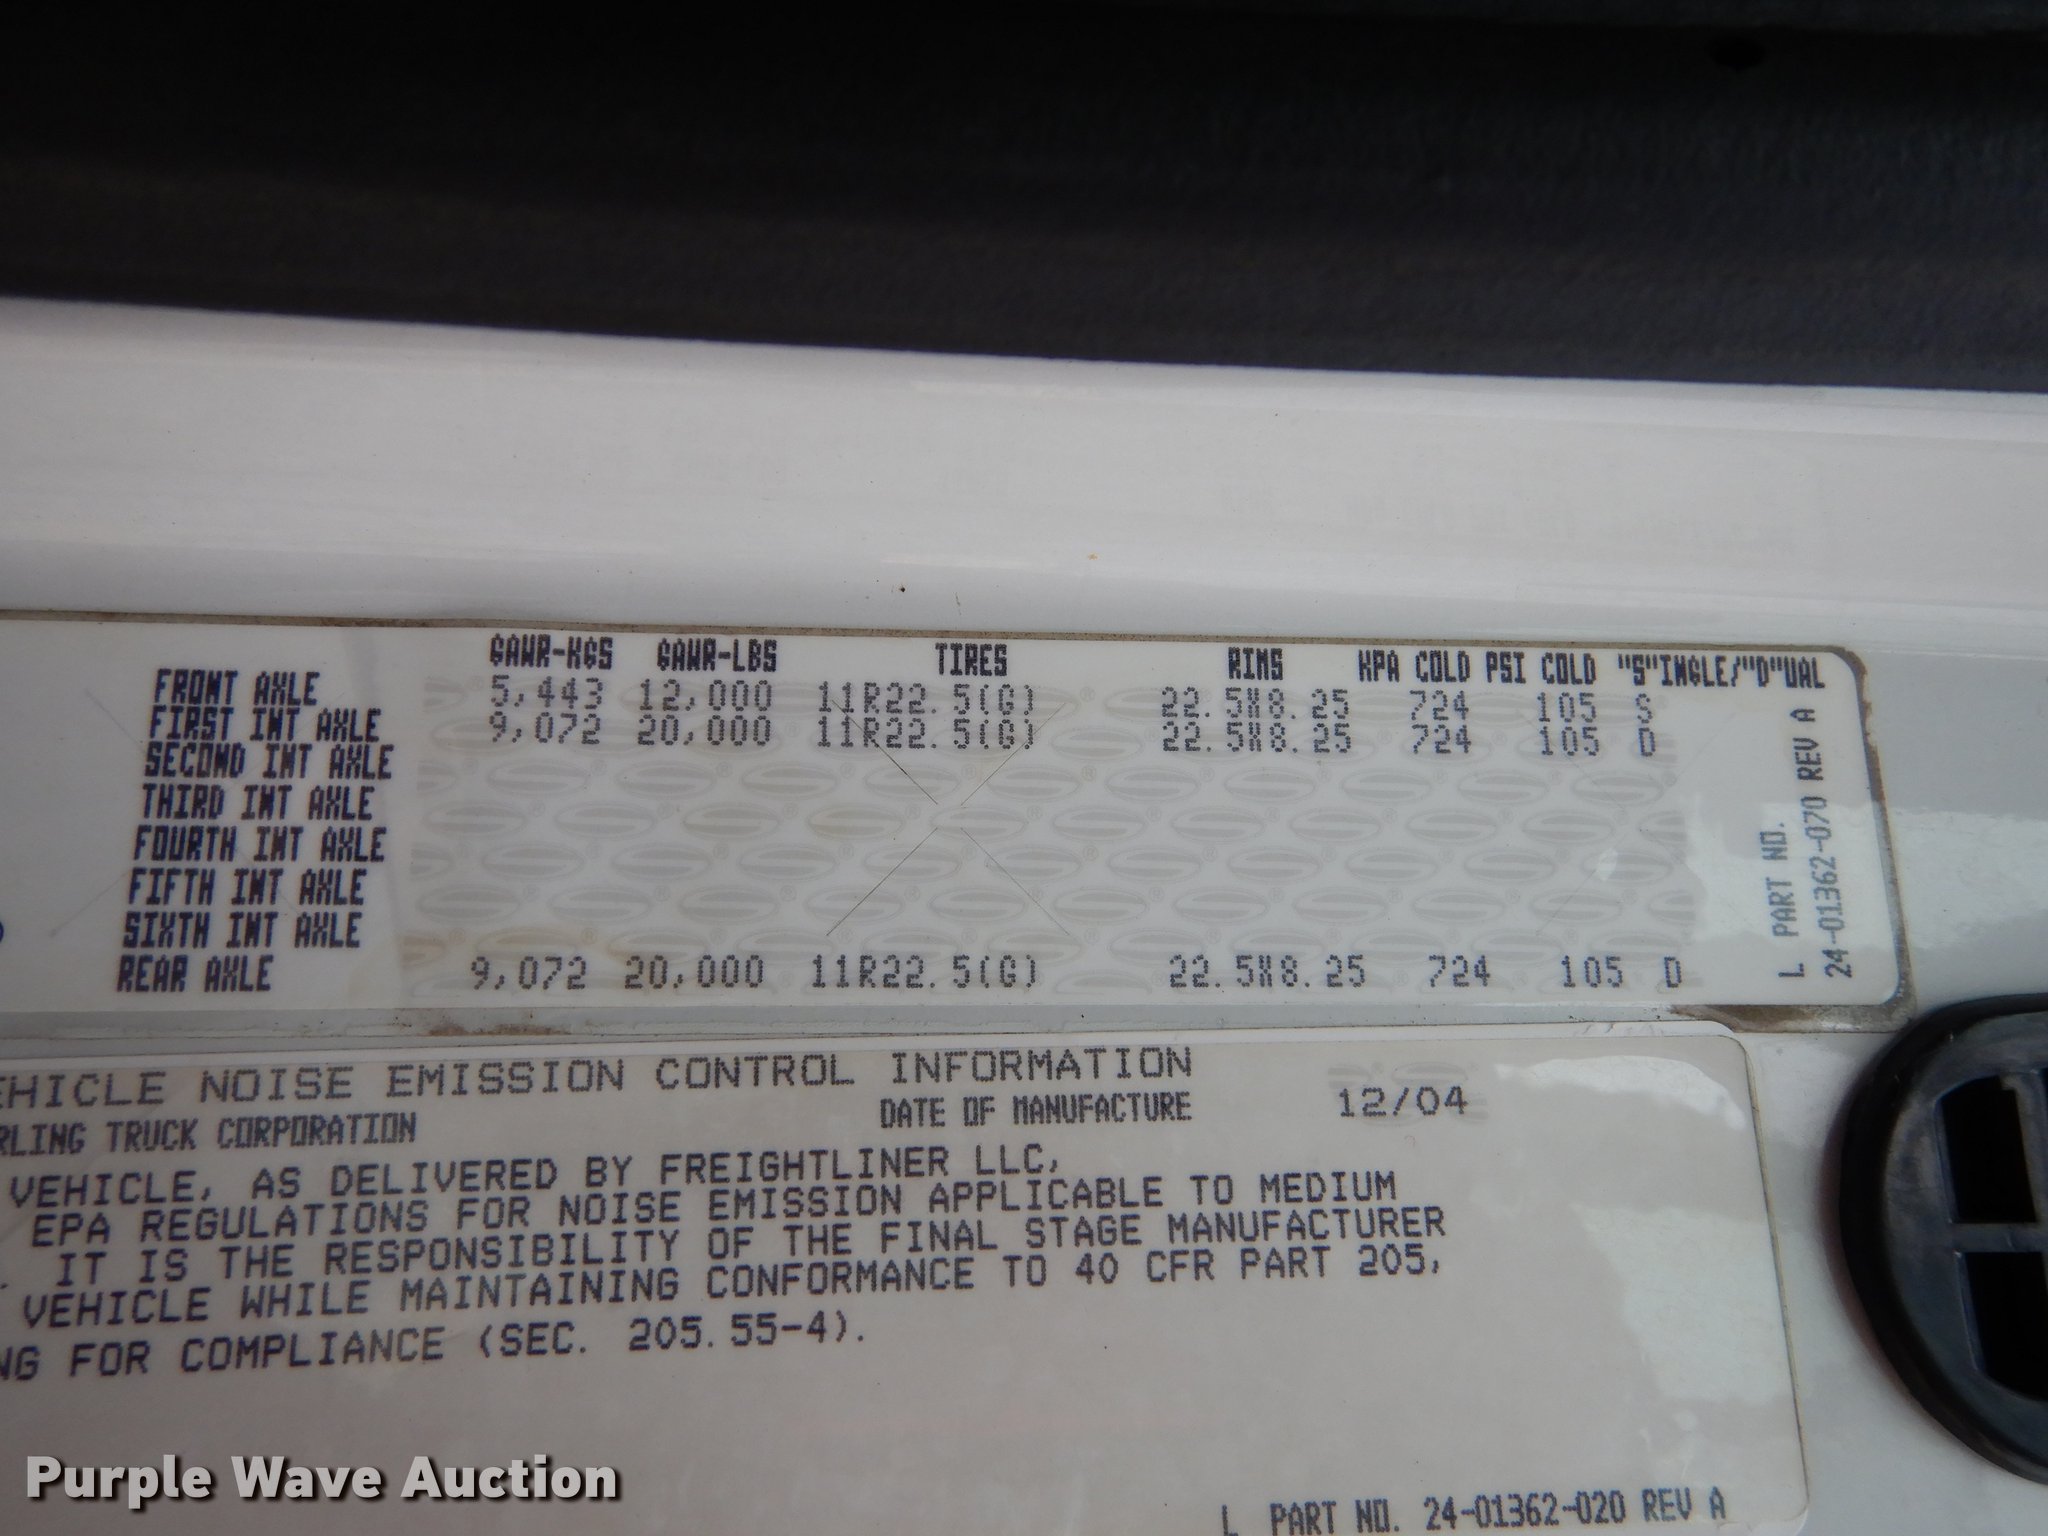 GAWR-KGS GAWR-LBS TIRES RIMS KPA COLD PSI COLD "S"INGLE/"D"UAL
FRONT AXLE 5,443 12,000 11R22.5(G) 22.5X8.25 724 105 S
FIRST INT AXLE 9,072 20,000 11R22.5(G) 22.5X8.25 724 105 D
SECOND INT AXLE
THIRD INT AXLE
FOURTH INT AXLE
FIFTH INT AXLE
SIXTH INT AXLE
REAR AXLE 9,072 20,000 11R22.5(G) 22.5X8.25 724 105 D
L PART NO.
24-01362-070 REV A
EHICLE NOISE EMISSION CONTROL INFORMATION
RLING TRUCK CORPORATION DATE OF MANUFACTURE 12/04
VEHICLE, AS DELIVERED BY FREIGHTLINER LLC,
EPA REGULATIONS FOR NOISE EMISSION APPLICABLE TO MEDIUM
. IT IS THE RESPONSIBILITY OF THE FINAL STAGE MANUFACTURER
VEHICLE WHILE MAINTAINING CONFORMANCE TO 40 CFR PART 205,
NG FOR COMPLIANCE (SEC. 205.55-4).
L PART NO. 24-01362-020 REV A
Purple Wave Auction